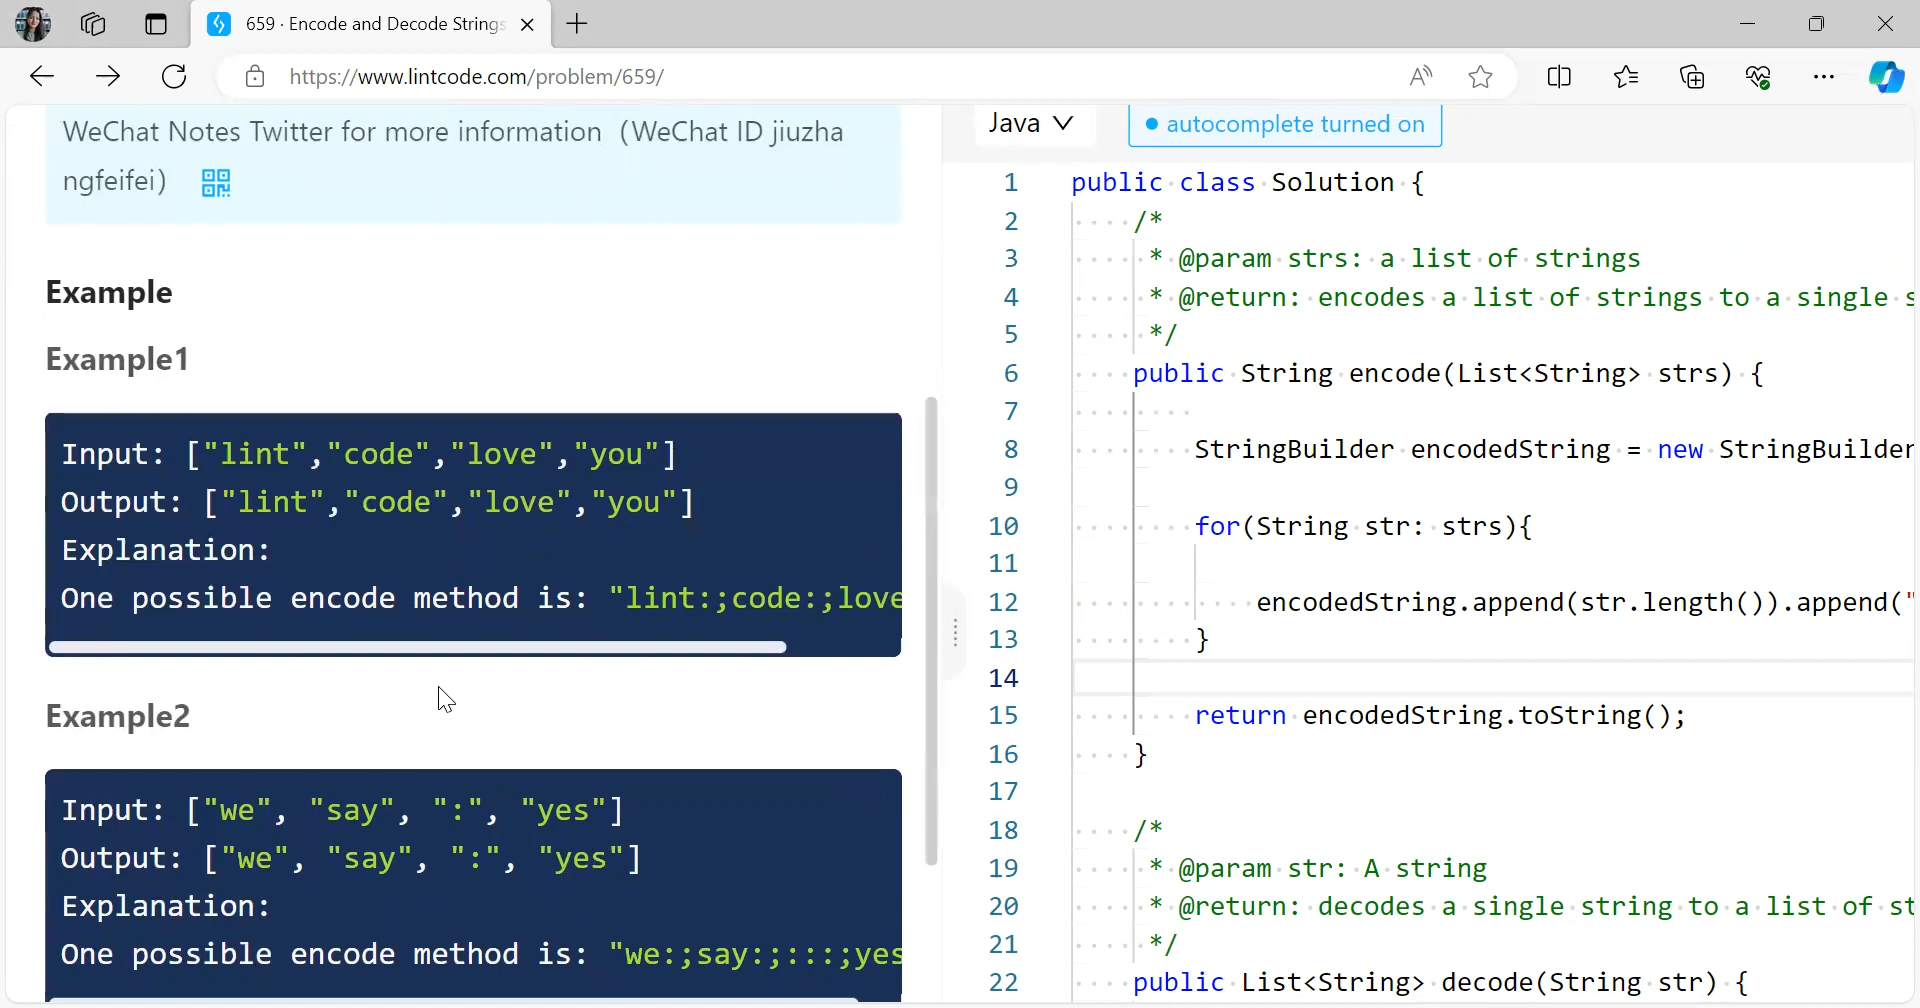 659 · Encode and Decode Strings
https://www.lintcode.com/problem/659/
WeChat Notes Twitter for more information（WeChat ID jiuzha
ngfeifei）
Example
Example1
Input: ["lint","code","love","you"]
Output: ["lint","code","love","you"]
Explanation:
One possible encode method is: "lint:;code:;love
Example2
Input: ["we", "say", ":", "yes"]
Output: ["we", "say", ":", "yes"]
Explanation:
One possible encode method is: "we:;say:;:::;yes
Java
autocomplete turned on
1 public class Solution {
2 /*
3 * @param strs: a list of strings
4 * @return: encodes a list of strings to a single s
5 */
6 public String encode(List<String> strs) {
7
8 StringBuilder encodedString = new StringBuilder
9
10 for(String str: strs){
11
12 encodedString.append(str.length()).append("
13 }
14
15 return encodedString.toString();
16 }
17
18 /*
19 * @param str: A string
20 * @return: decodes a single string to a list of st
21 */
22 public List<String> decode(String str) {